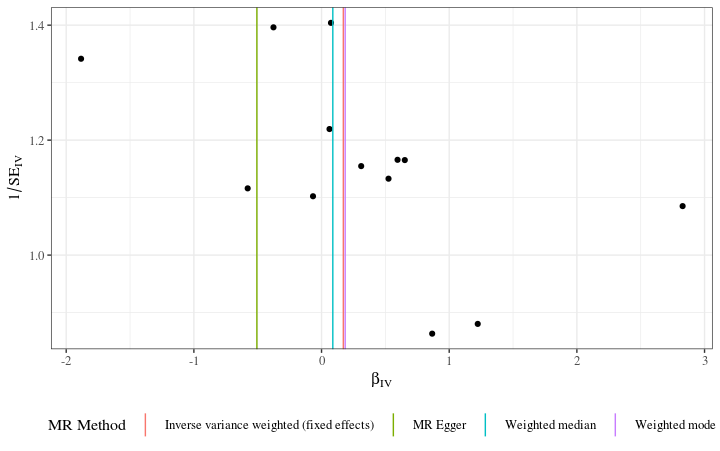 1.4
1.2
1.0
1/SE_IV
-2 -1 0 1 2 3
β_IV
MR Method Inverse variance weighted (fixed effects) MR Egger Weighted median Weighted mode